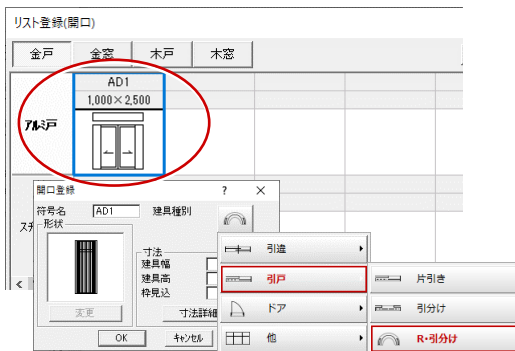 リスト登録(開口)
金戸 金窓 木戸 木窓
AD1
1,000×2,500
アルミ戸
開口登録 ? ×
符号名 AD1 建具種別
形状
寸法
建具幅
建具高
枠見込
変更 寸法詳細
OK ｷｬﾝｾﾙ
引違
引戸
ドア
他
片引き
引分け
R・引分け